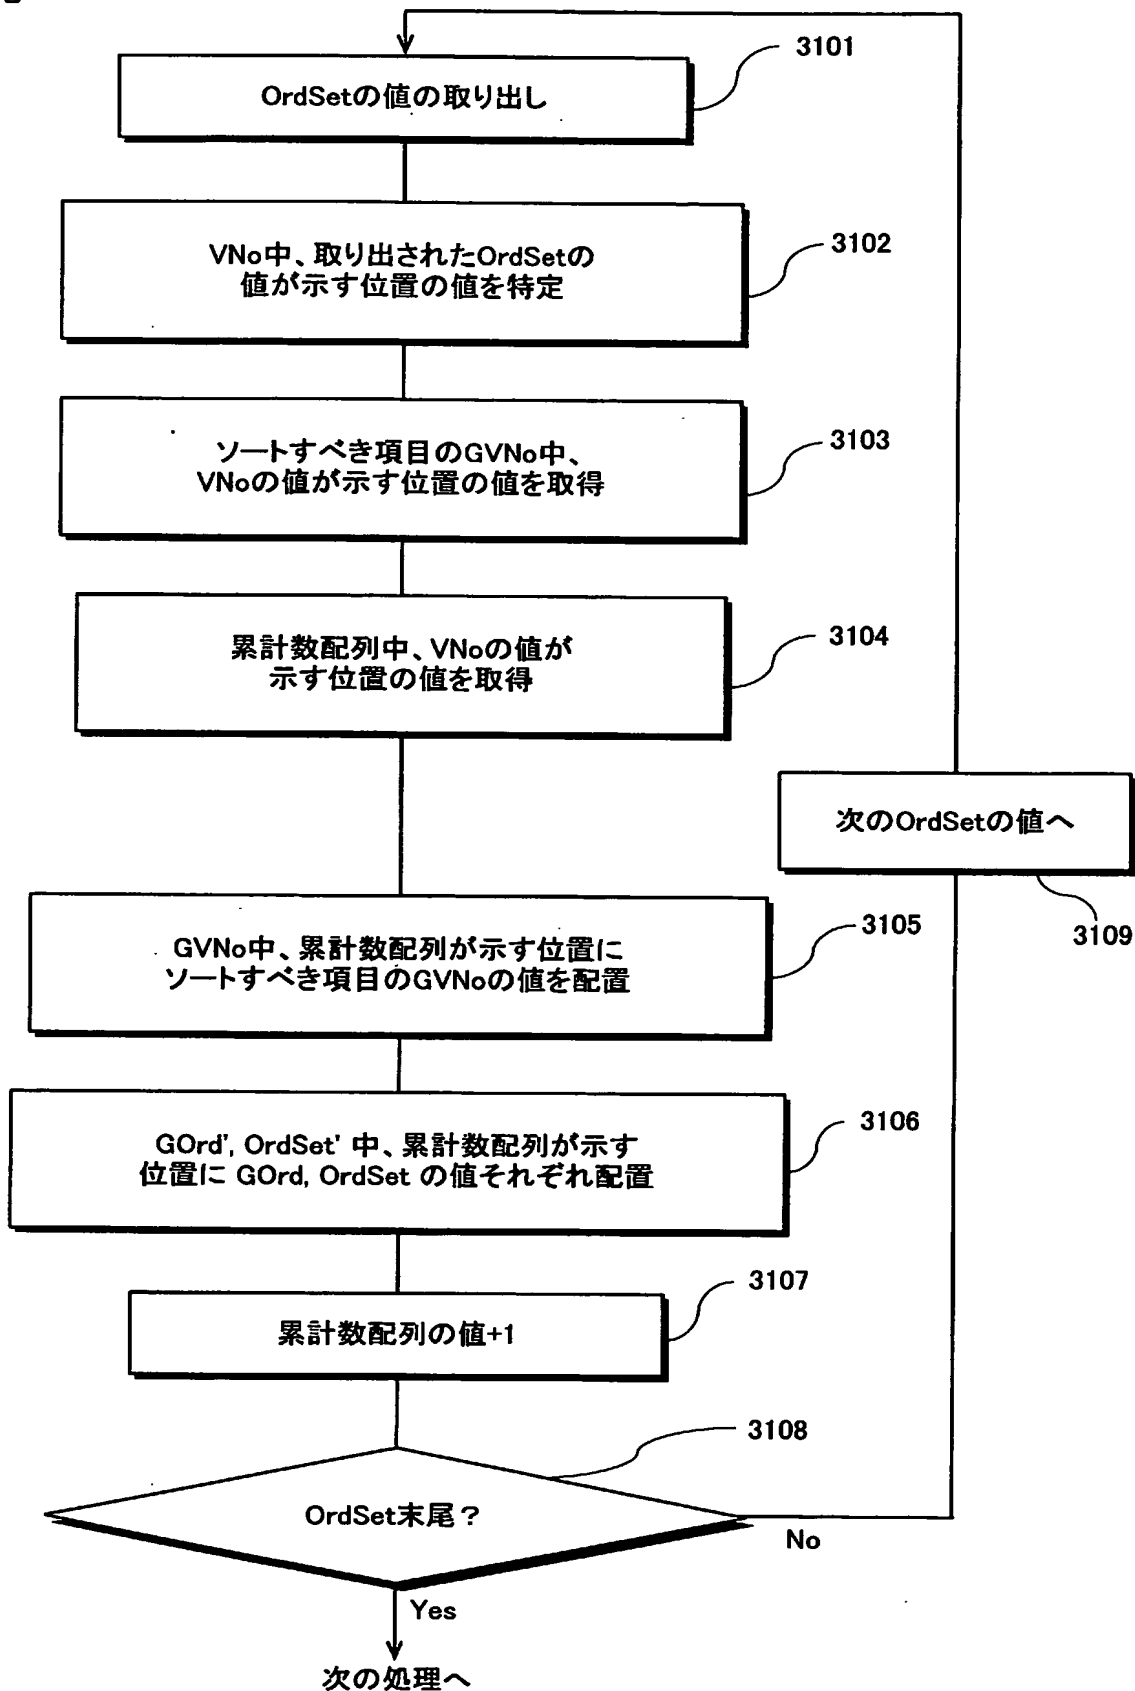 OrdSetの値の取り出し
3101
VNo中、取り出されたOrdSetの
値が示す位置の値を特定
3102
ソートすべき項目のGVNo中、
VNoの値が示す位置の値を取得
3103
累計数配列中、VNoの値が
示す位置の値を取得
3104
次のOrdSetの値へ
3109
GVNo中、累計数配列が示す位置に
ソートすべき項目のGVNoの値を配置
3105
GOrd', OrdSet' 中、累計数配列が示す
位置に GOrd, OrdSet の値それぞれ配置
3106
累計数配列の値+1
3107
OrdSet末尾？
3108
No
Yes
次の処理へ